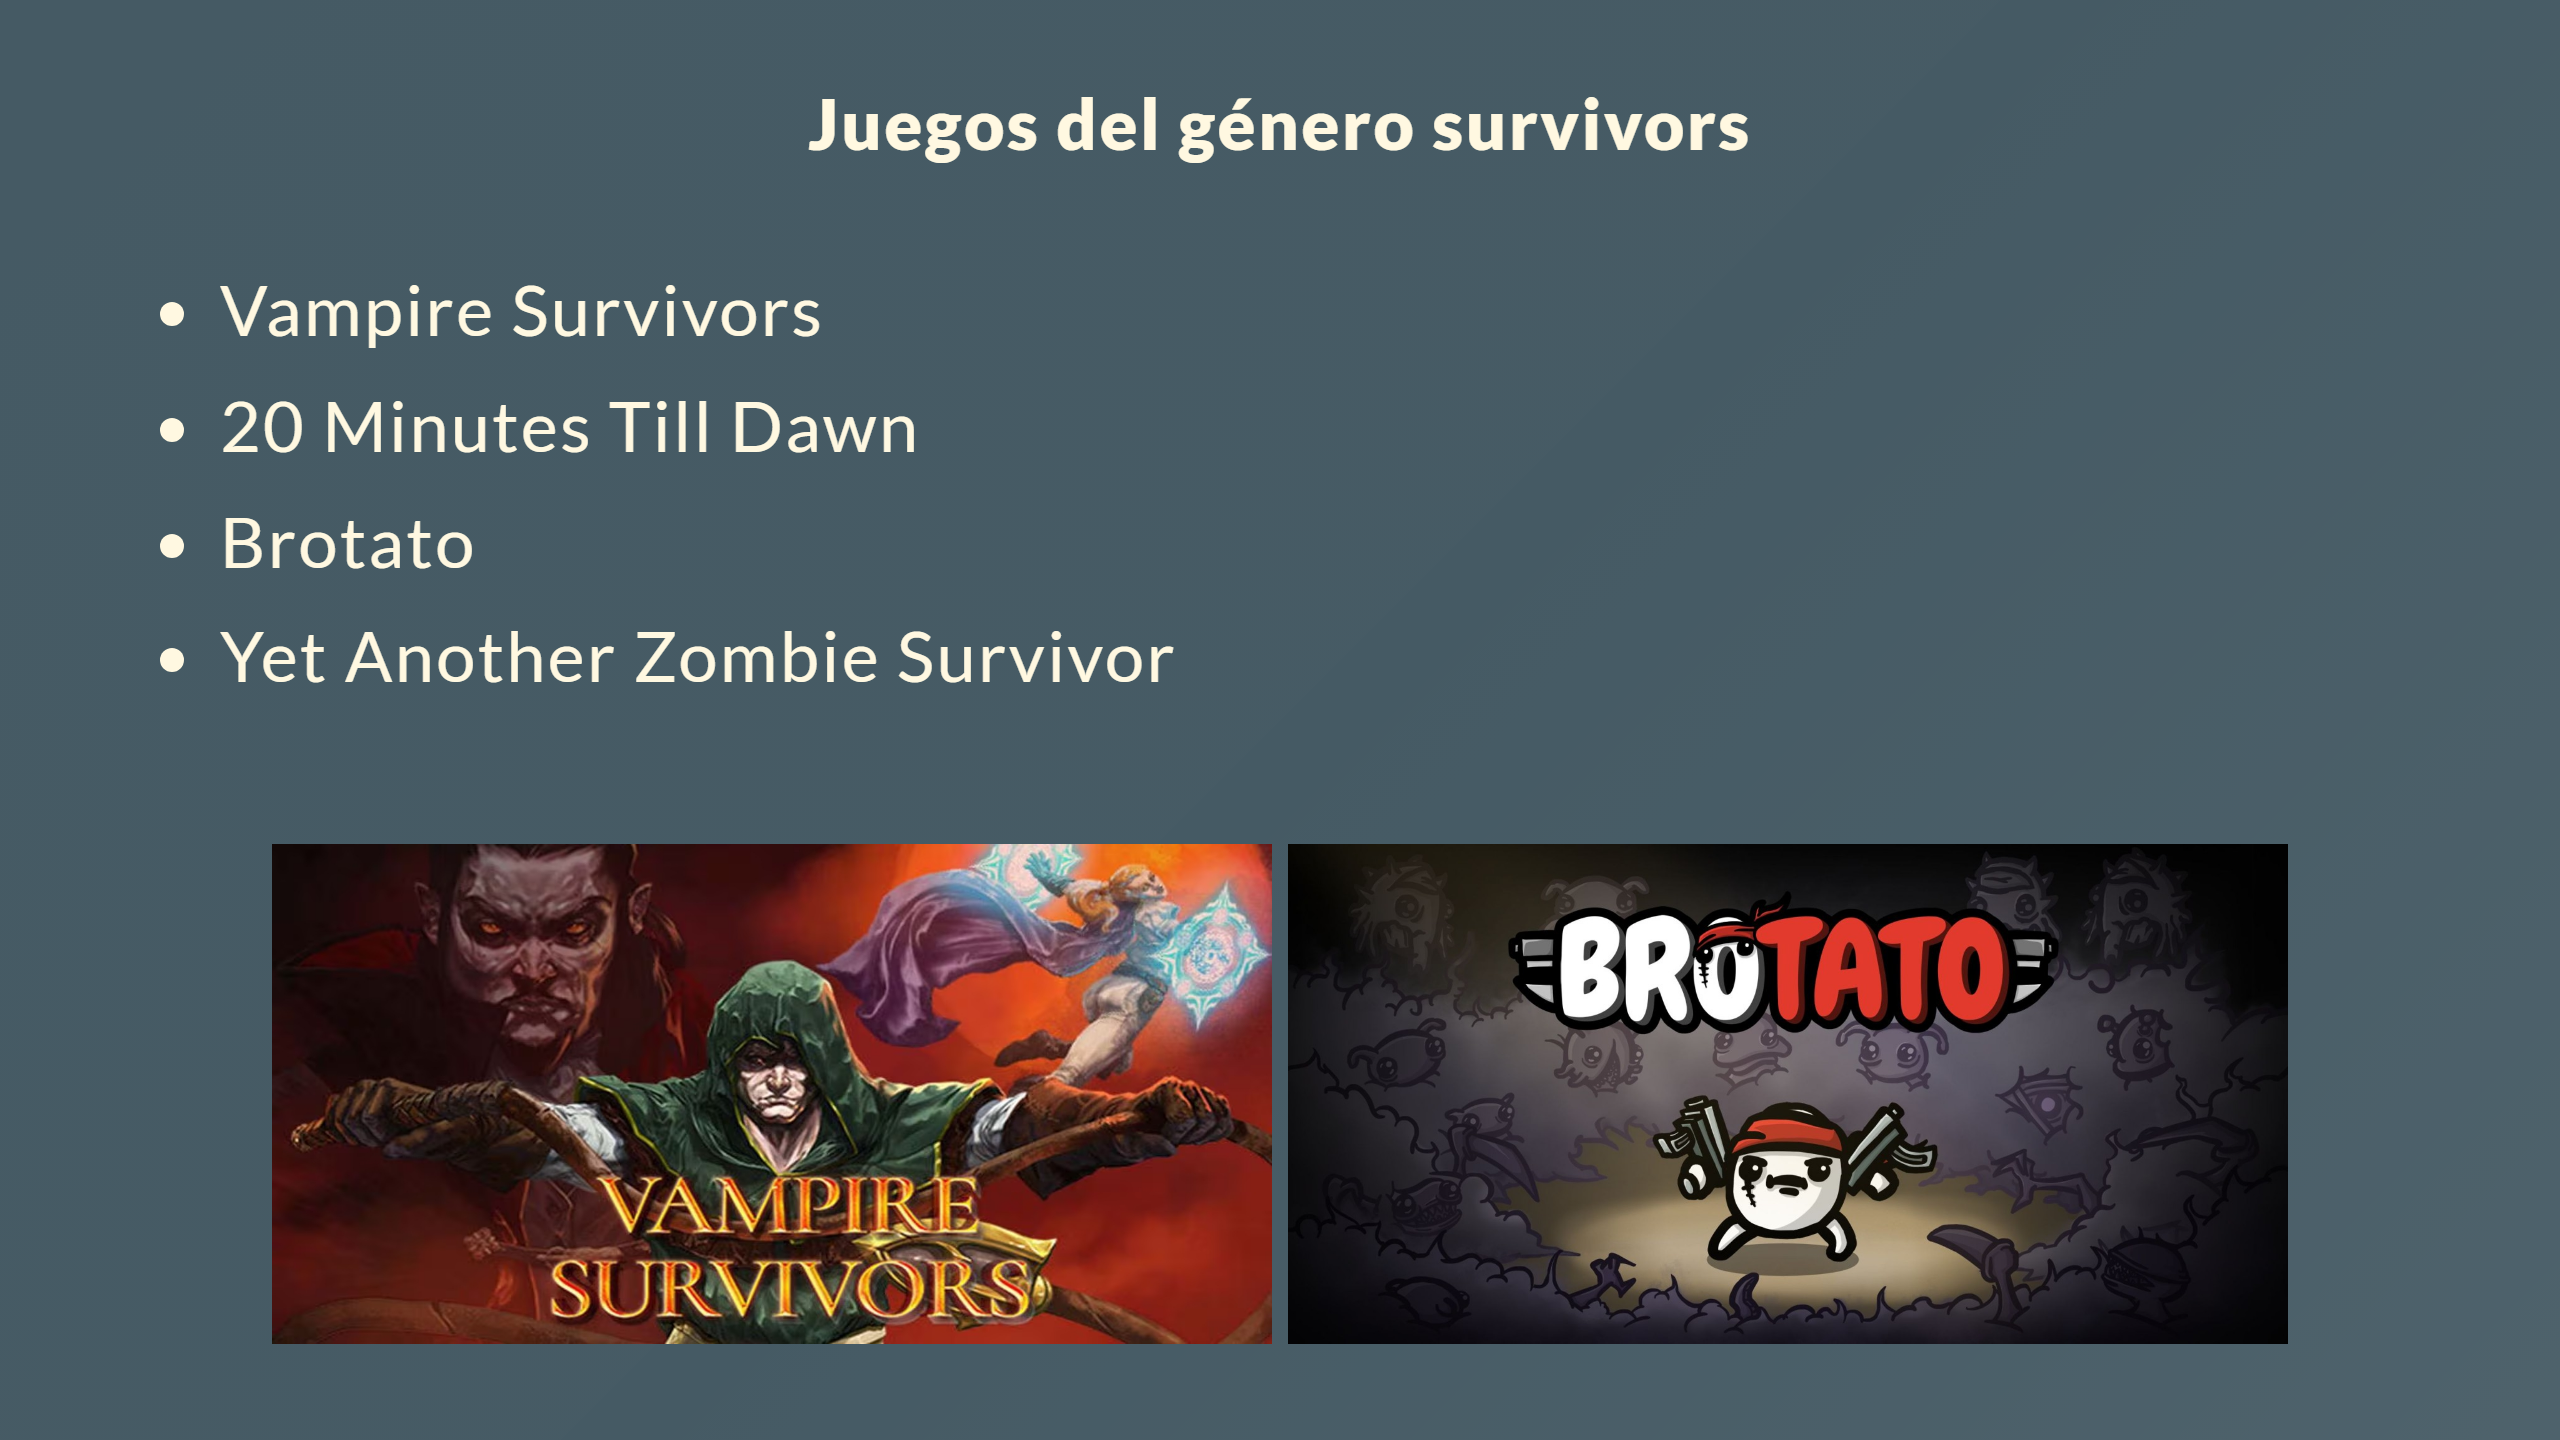 Juegos del género survivors
Vampire Survivors
20 Minutes Till Dawn
Brotato
Yet Another Zombie Survivor
VAMPIRE
SURVIVORS
BROTATO